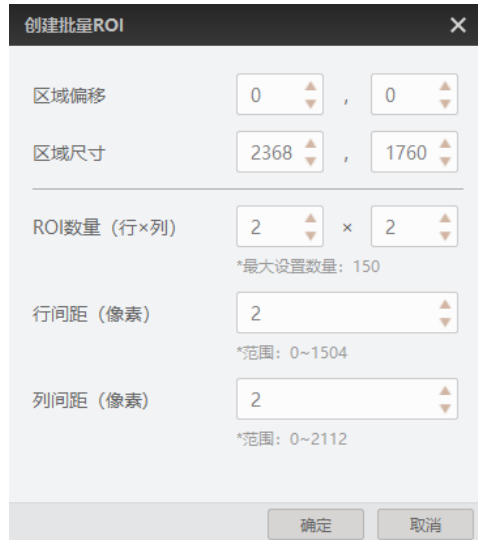 创建批量ROI
区域偏移 0 , 0
区域尺寸 2368 , 1760
ROI数量（行×列） 2 × 2
*最大设置数量：150
行间距（像素） 2
*范围：0~1504
列间距（像素） 2
*范围：0~2112
确定 取消